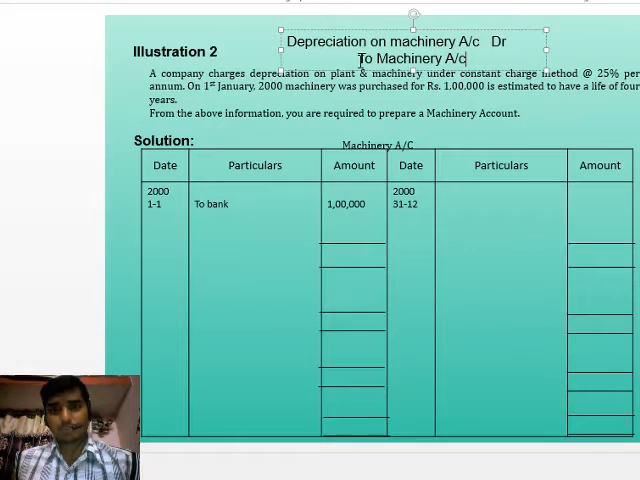 Depreciation on machinery A/c Dr
To Machinery A/c
Illustration 2
A company charges depreciation on plant & machinery under constant charge method @ 25% per
annum. On 1st January, 2000 machinery was purchased for Rs. 1,00,000 is estimated to have a life of four
years.
From the above information, you are required to prepare a Machinery Account.
Solution:
Machinery A/C
Date Particulars Amount Date Particulars Amount
2000 2000
1-1 To bank 1,00,000 31-12